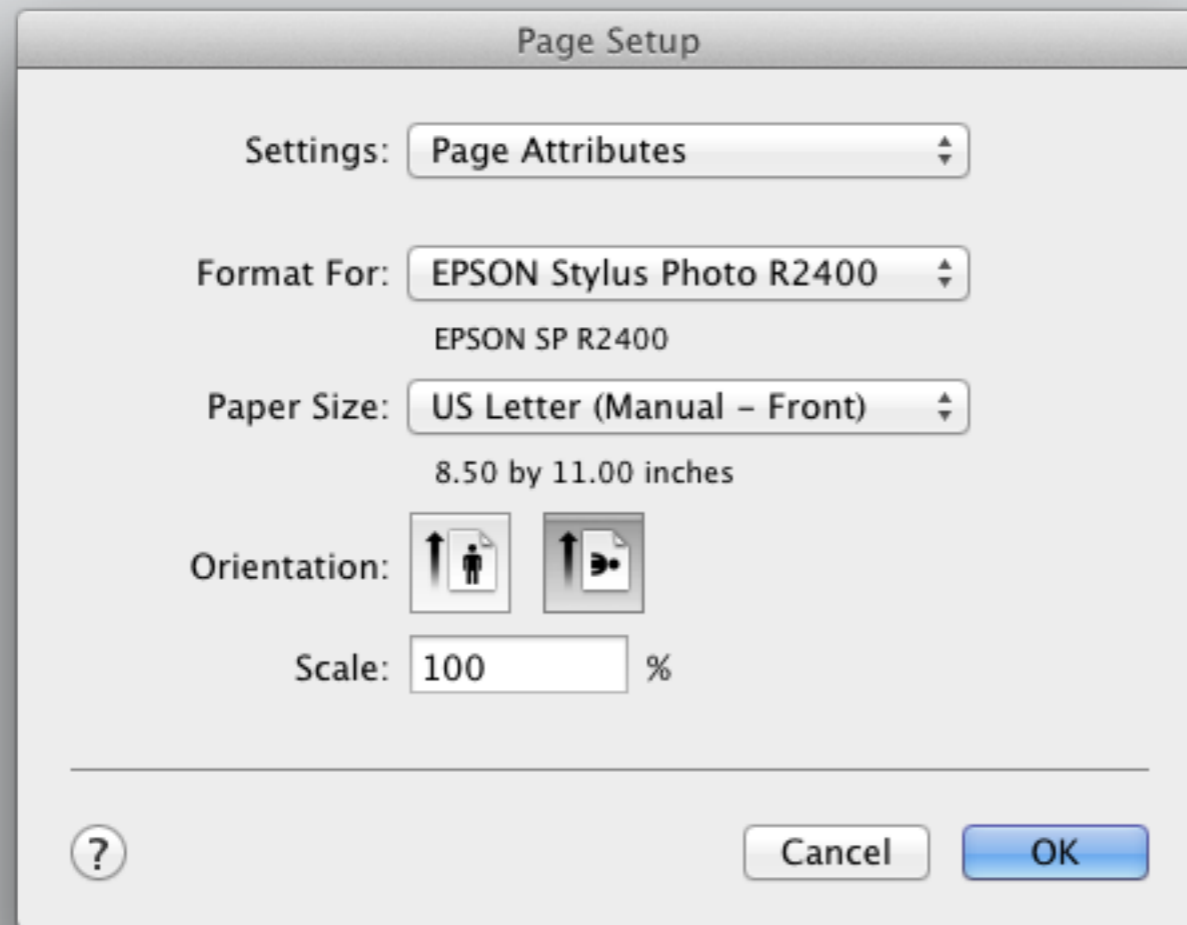 Page Setup
Settings: Page Attributes
Format For: EPSON Stylus Photo R2400
EPSON SP R2400
Paper Size: US Letter (Manual – Front)
8.50 by 11.00 inches
Orientation:
Scale: 100 %
? Cancel OK